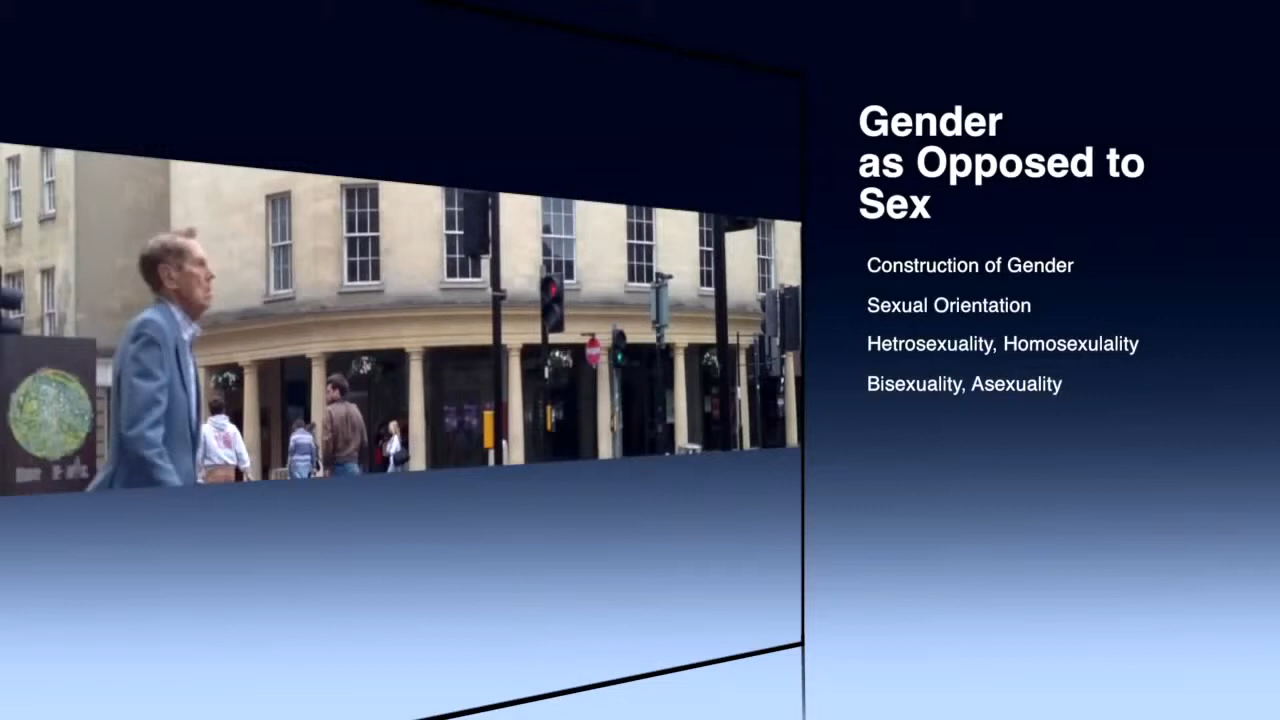 Gender
as Opposed to
Sex
Construction of Gender
Sexual Orientation
Hetrosexuality, Homosexulality
Bisexuality, Asexuality